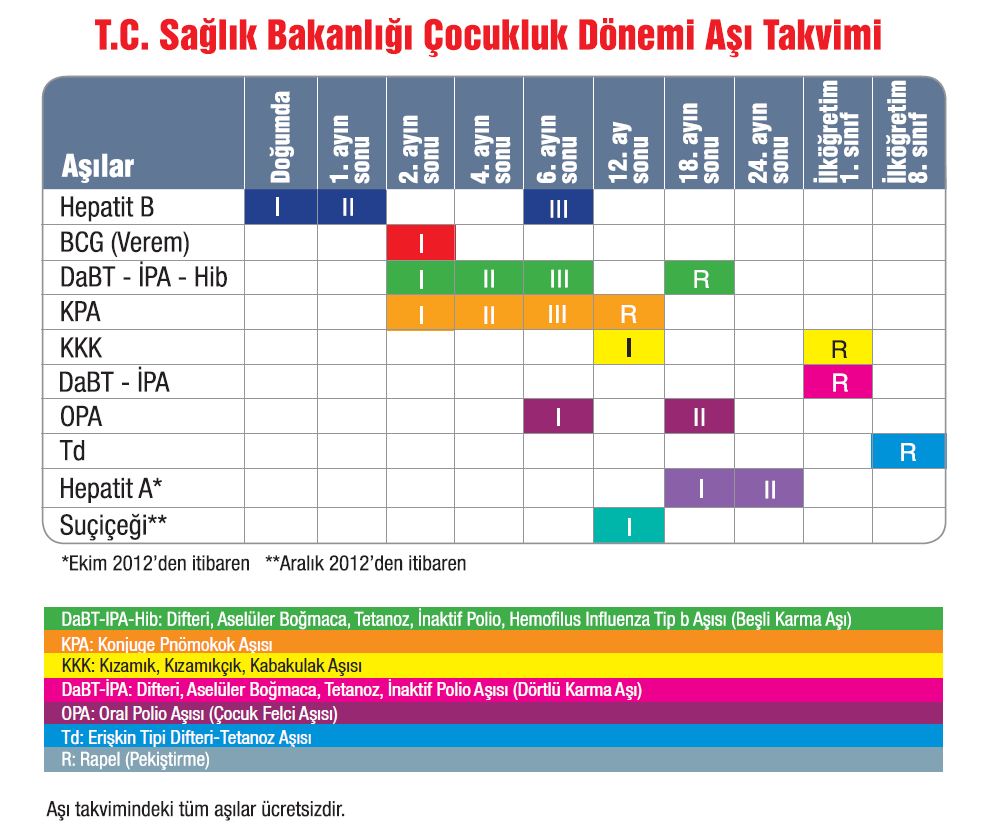 T.C. Sağlık Bakanlığı Çocukluk Dönemi Aşı Takvimi
Aşılar
Doğumda
1. ayın sonu
2. ayın sonu
4. ayın sonu
6. ayın sonu
12. ay sonu
18. ayın sonu
24. ayın sonu
İlköğretim 1. sınıf
İlköğretim 8. sınıf
Hepatit B I II III
BCG (Verem) I
DaBT - İPA - Hib I II III R
KPA I II III R
KKK I R
DaBT - İPA R
OPA I II
Td R
Hepatit A* I II
Suçiçeği** I
*Ekim 2012'den itibaren **Aralık 2012'den itibaren
DaBT-IPA-Hib: Difteri, Aselüler Boğmaca, Tetanoz, İnaktif Polio, Hemofilus Influenza Tip b Aşısı (Beşli Karma Aşı)
KPA: Konjuge Pnömokok Aşısı
KKK: Kızamık, Kızamıkçık, Kabakulak Aşısı
DaBT-İPA: Difteri, Aselüler Boğmaca, Tetanoz, İnaktif Polio Aşısı (Dörtlü Karma Aşı)
OPA: Oral Polio Aşısı (Çocuk Felci Aşısı)
Td: Erişkin Tipi Difteri-Tetanoz Aşısı
R: Rapel (Pekiştirme)
Aşı takvimindeki tüm aşılar ücretsizdir.